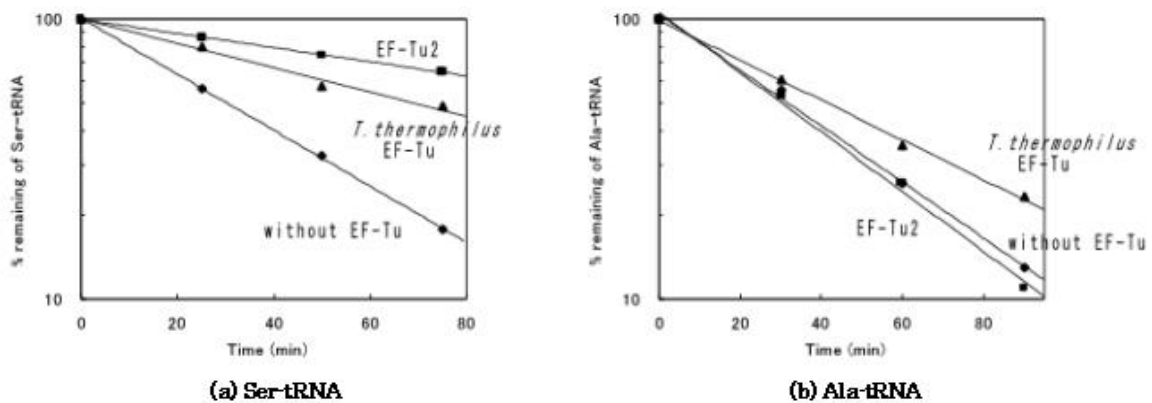 100
EF-Tu2
T. thermophilus
EF-Tu
without EF-Tu
10
0
20
40
60
80
Time (min)
% remaining of Ser-tRNA
(a) Ser-tRNA
100
T. thermophilus
EF-Tu
EF-Tu2
without EF-Tu
10
0
20
40
60
80
Time (min)
% remaining of Ala-tRNA
(b) Ala-tRNA